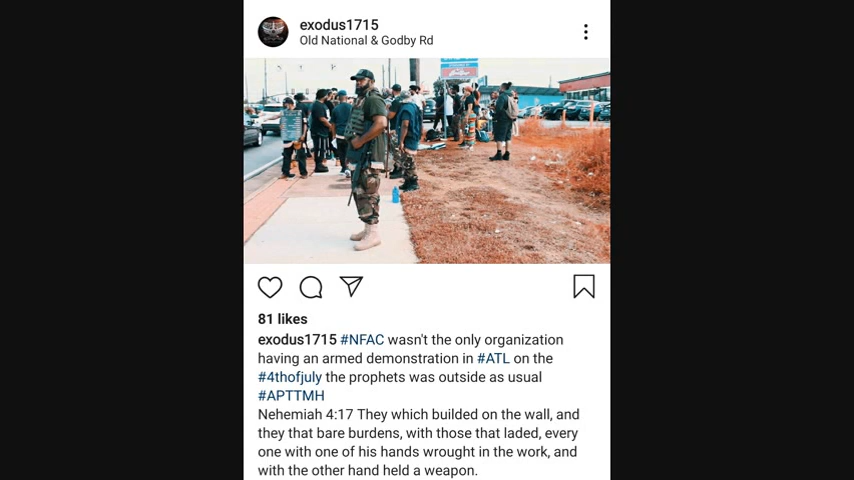 exodus1715
Old National & Godby Rd
81 likes
exodus1715 #NFAC wasn't the only organization
having an armed demonstration in #ATL on the
#4thofjuly the prophets was outside as usual
#APTTMH
Nehemiah 4:17 They which builded on the wall, and
they that bare burdens, with those that laded, every
one with one of his hands wrought in the work, and
with the other hand held a weapon.